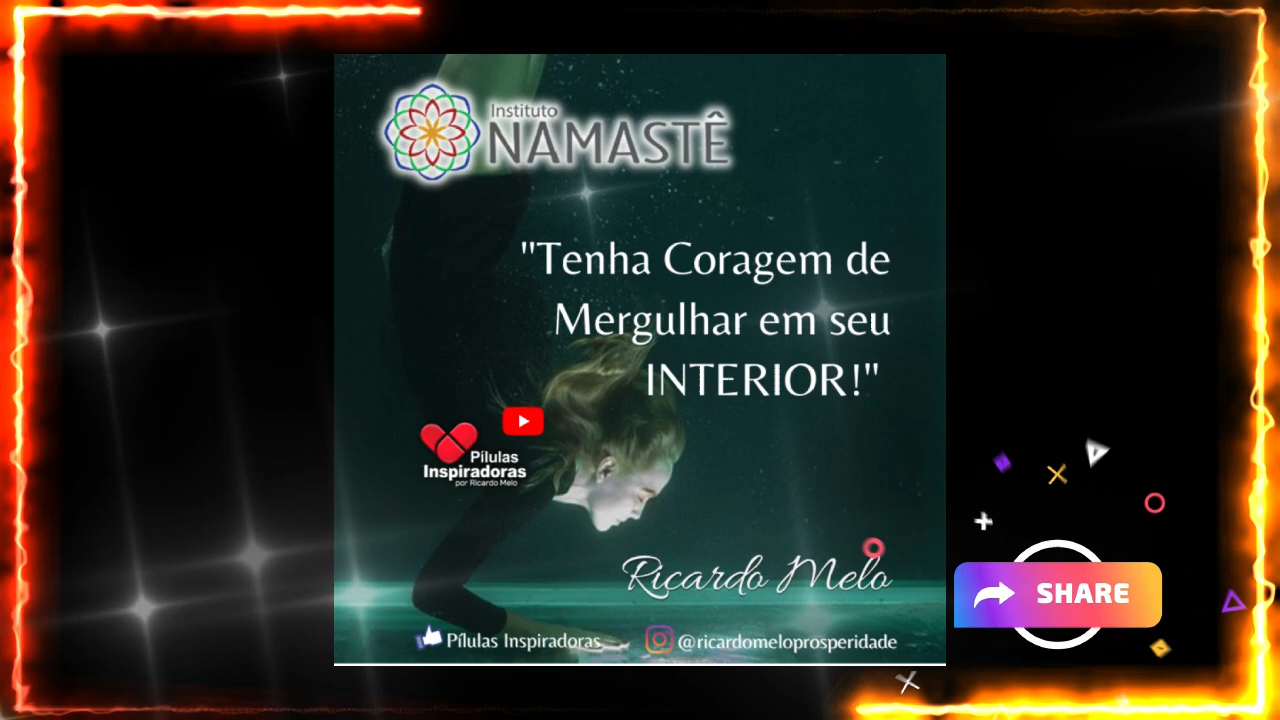 Instituto
NAMASTÊ
"Tenha Coragem de
Mergulhar em seu
INTERIOR!"
Pílulas
Inspiradoras
por Ricardo Melo
Ricardo Melo
SHARE
Pílulas Inspiradoras
@ricardomeloprosperidade